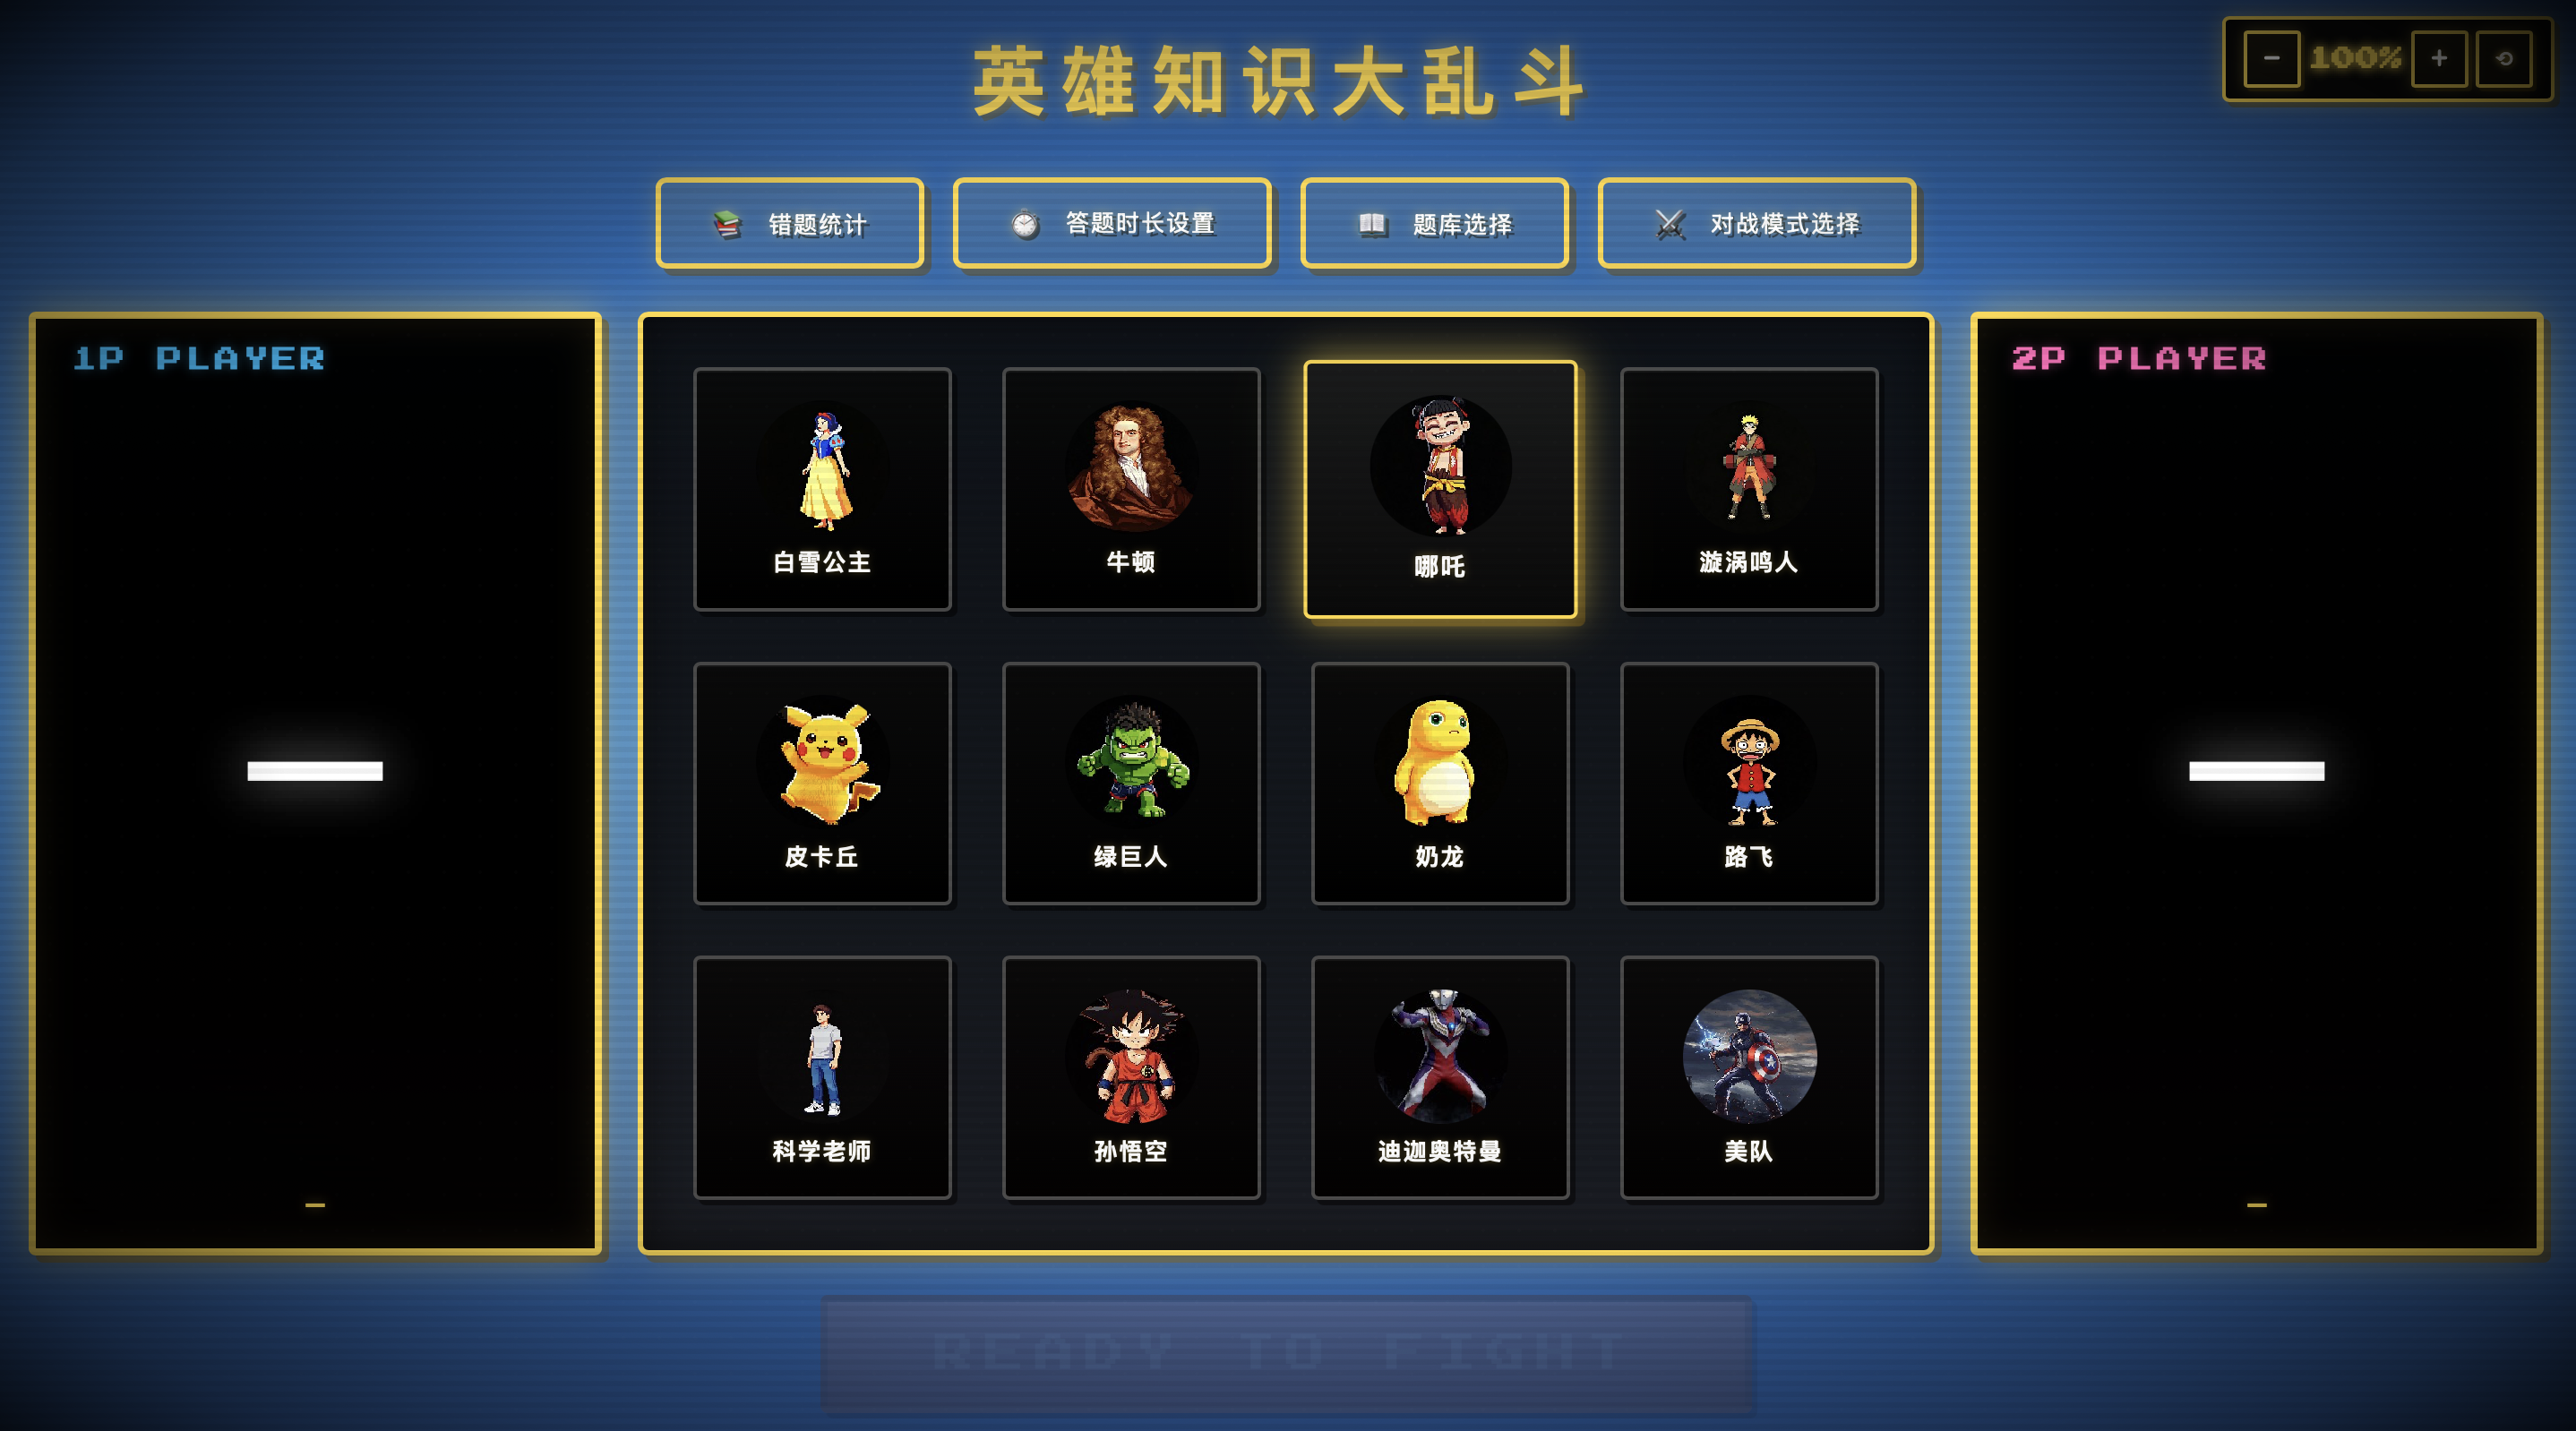 英雄知识大乱斗
− 100% + ⟲
📚 错题统计
⏱ 答题时长设置
📖 题库选择
⚔ 对战模式选择
1P PLAYER
—
—
白雪公主
牛顿
哪吒
漩涡鸣人
皮卡丘
绿巨人
奶龙
路飞
科学老师
孙悟空
迪迦奥特曼
美队
2P PLAYER
—
—
READY TO FIGHT